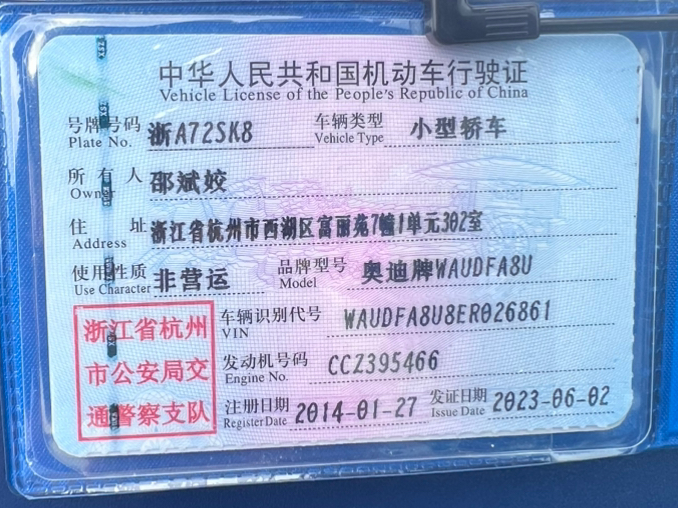 中华人民共和国机动车行驶证
Vehicle License of the People's Republic of China
号牌号码 浙A72SK8 车辆类型 小型轿车
Plate No. Vehicle Type
所有人 邵斌姣
Owner
住址 浙江省杭州市西湖区富丽苑7幢1单元302室
Address
使用性质 非营运 品牌型号 奥迪牌WAUDFA8U
Use Character Model
浙江省杭州
市公安局交
通警察支队
车辆识别代号 WAUDFA8U8ER026861
VIN
发动机号码 CCZ395466
Engine No.
注册日期 2014-01-27 发证日期 2023-06-02
Register Date Issue Date